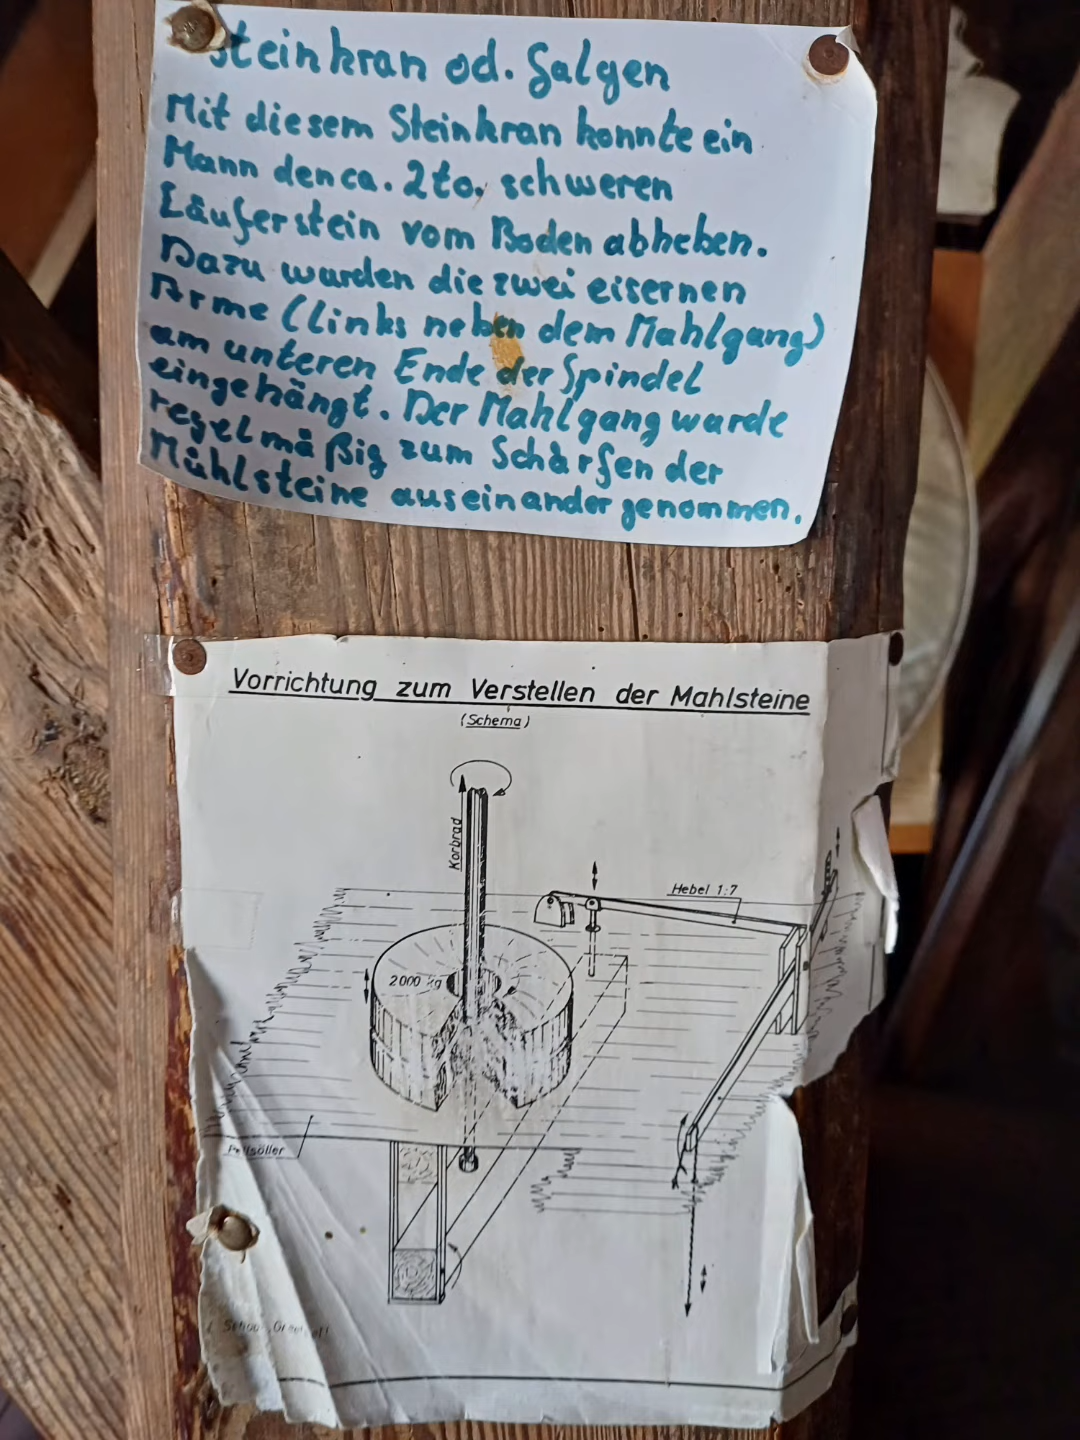 Steinkran od. Galgen
Mit diesem Steinkran konnte ein
Mann den ca. 2to. schweren
Läuferstein vom Boden abheben.
Dazu wurden die zwei eisernen
Arme (links neben dem Mahlgang)
am unteren Ende der Spindel
eingehängt. Der Mahlgang wurde
regelmäßig zum Schärfen der
Mühlsteine auseinander genommen.
Vorrichtung zum Verstellen der Mahlsteine
(Schema)
Korbrad
Hebel 1:7
2000 kg